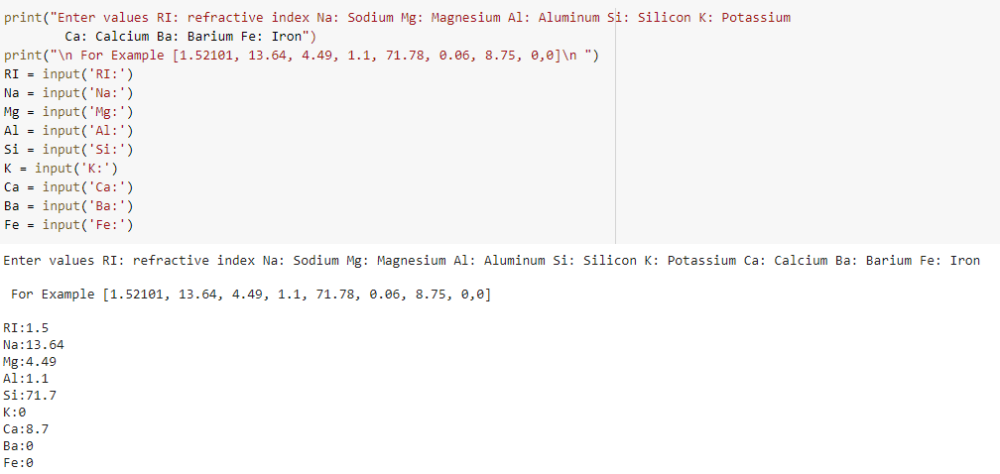 print("Enter values RI: refractive index Na: Sodium Mg: Magnesium Al: Aluminum Si: Silicon K: Potassium
Ca: Calcium Ba: Barium Fe: Iron")
print("\n For Example [1.52101, 13.64, 4.49, 1.1, 71.78, 0.06, 8.75, 0,0]\n ")
RI = input('RI:')
Na = input('Na:')
Mg = input('Mg:')
Al = input('Al:')
Si = input('Si:')
K = input('K:')
Ca = input('Ca:')
Ba = input('Ba:')
Fe = input('Fe:')
Enter values RI: refractive index Na: Sodium Mg: Magnesium Al: Aluminum Si: Silicon K: Potassium Ca: Calcium Ba: Barium Fe: Iron
For Example [1.52101, 13.64, 4.49, 1.1, 71.78, 0.06, 8.75, 0,0]
RI:1.5
Na:13.64
Mg:4.49
Al:1.1
Si:71.7
K:0
Ca:8.7
Ba:0
Fe:0